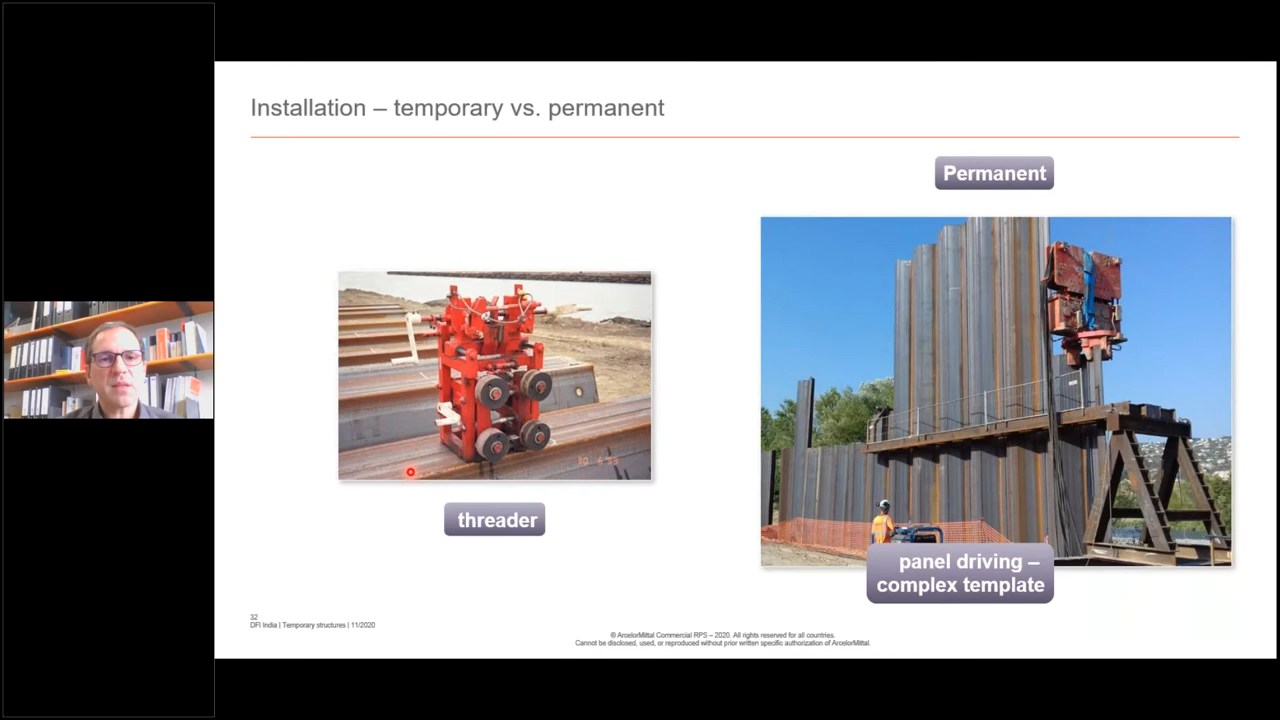 Installation – temporary vs. permanent
Permanent
threader
panel driving –
complex template
32
DFI India | Temporary structures | 11/2020
© ArcelorMittal Commercial RPS – 2020. All rights reserved for all countries.
Cannot be disclosed, used, or reproduced without prior written specific authorization of ArcelorMittal.